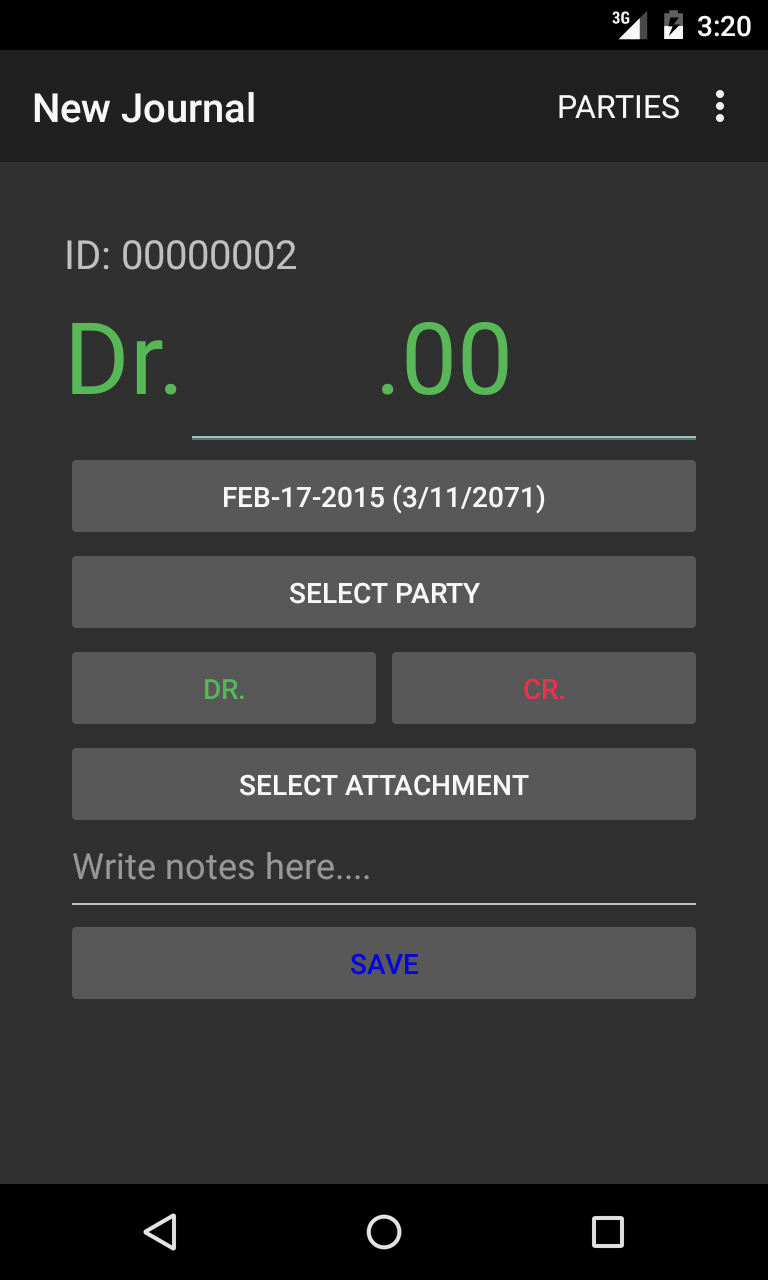 3G 3:20
New Journal PARTIES
ID: 00000002
Dr. .00
FEB-17-2015 (3/11/2071)
SELECT PARTY
DR. CR.
SELECT ATTACHMENT
Write notes here....
SAVE